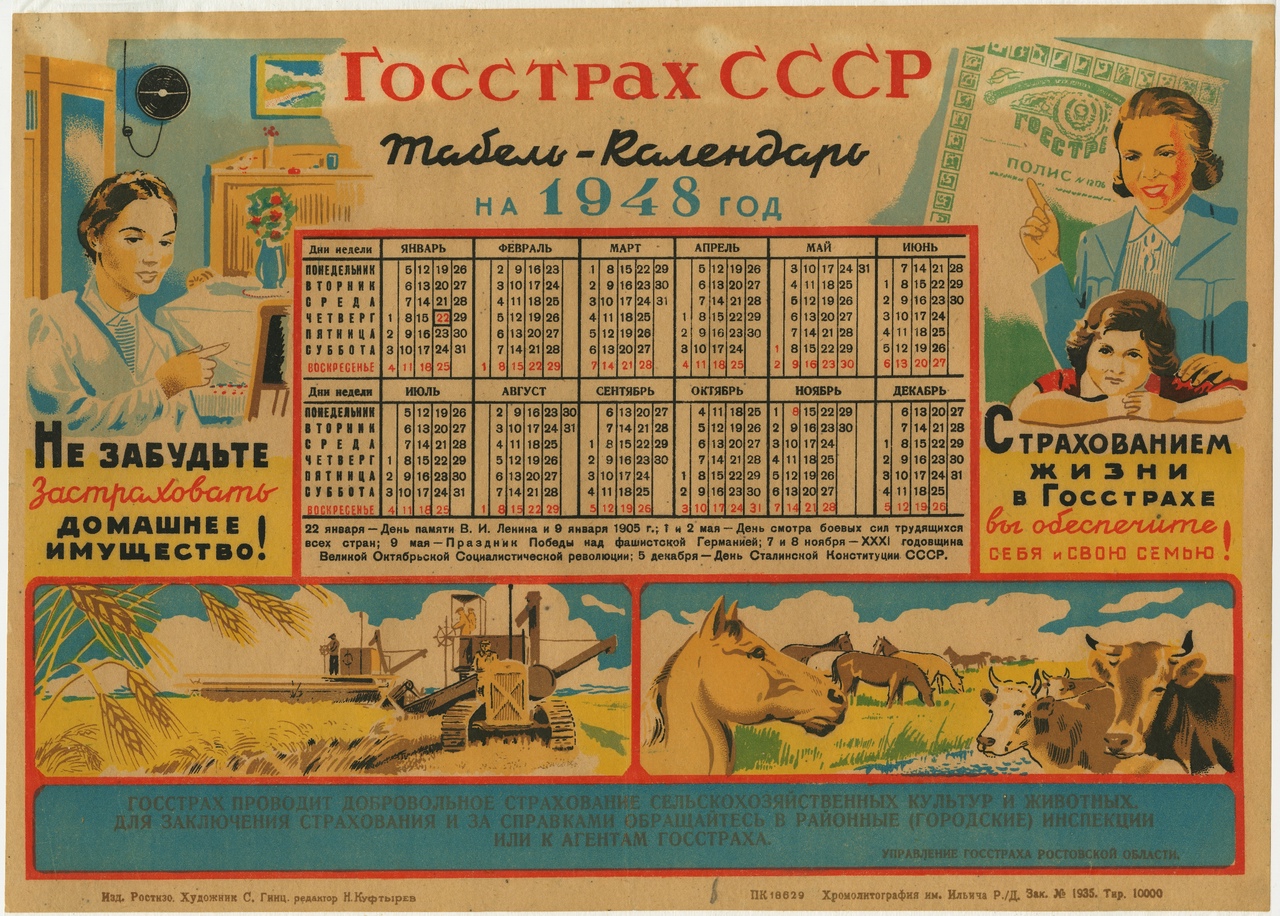 Госстрах СССР
Табель-Календарь
НА 1948 ГОД
ГОССТР
ПОЛИС №
Дни недели ЯНВАРЬ ФЕВРАЛЬ МАРТ АПРЕЛЬ МАЙ ИЮНЬ
ПОНЕДЕЛЬНИК 5 12 19 26 2 9 16 23 1 8 15 22 29 5 12 19 26 3 10 17 24 31 7 14 21 28
ВТОРНИК 6 13 20 27 3 10 17 24 2 9 16 23 30 6 13 20 27 4 11 18 25 1 8 15 22 29
СРЕДА 7 14 21 28 4 11 18 25 3 10 17 24 31 7 14 21 28 5 12 19 26 2 9 16 23 30
ЧЕТВЕРГ 1 8 15 22 29 5 12 19 26 4 11 18 25 1 8 15 22 29 6 13 20 27 3 10 17 24
ПЯТНИЦА 2 9 16 23 30 6 13 20 27 5 12 19 26 2 9 16 23 30 7 14 21 28 4 11 18 25
СУББОТА 3 10 17 24 31 7 14 21 28 6 13 20 27 3 10 17 24 1 8 15 22 29 5 12 19 26
ВОСКРЕСЕНЬЕ 4 11 18 25 1 8 15 22 29 7 14 21 28 4 11 18 25 2 9 16 23 30 6 13 20 27
Дни недели ИЮЛЬ АВГУСТ СЕНТЯБРЬ ОКТЯБРЬ НОЯБРЬ ДЕКАБРЬ
ПОНЕДЕЛЬНИК 5 12 19 26 2 9 16 23 30 6 13 20 27 4 11 18 25 1 8 15 22 29 6 13 20 27
ВТОРНИК 6 13 20 27 3 10 17 24 31 7 14 21 28 5 12 19 26 2 9 16 23 30 7 14 21 28
СРЕДА 7 14 21 28 4 11 18 25 1 8 15 22 29 6 13 20 27 3 10 17 24 1 8 15 22 29
ЧЕТВЕРГ 1 8 15 22 29 5 12 19 26 2 9 16 23 30 7 14 21 28 4 11 18 25 2 9 16 23 30
ПЯТНИЦА 2 9 16 23 30 6 13 20 27 3 10 17 24 1 8 15 22 29 5 12 19 26 3 10 17 24 31
СУББОТА 3 10 17 24 31 7 14 21 28 4 11 18 25 2 9 16 23 30 6 13 20 27 4 11 18 25
ВОСКРЕСЕНЬЕ 4 11 18 25 1 8 15 22 29 5 12 19 26 3 10 17 24 31 7 14 21 28 5 12 19 26
22 января — День памяти В. И. Ленина и 9 января 1905 г.; 1 и 2 мая — День смотра боевых сил трудящихся
всех стран; 9 мая — Праздник Победы над фашистской Германией; 7 и 8 ноября — XXXI годовщина
Великой Октябрьской Социалистической революции; 5 декабря — День Сталинской Конституции СССР.
НЕ ЗАБУДЬТЕ
Застраховать
ДОМАШНЕЕ
ИМУЩЕСТВО!
СТРАХОВАНИЕМ
ЖИЗНИ
В ГОССТРАХЕ
вы обеспечите
СЕБЯ и СВОЮ СЕМЬЮ!
ГОССТРАХ ПРОВОДИТ ДОБРОВОЛЬНОЕ СТРАХОВАНИЕ СЕЛЬСКОХОЗЯЙСТВЕННЫХ КУЛЬТУР И ЖИВОТНЫХ.
ДЛЯ ЗАКЛЮЧЕНИЯ СТРАХОВАНИЯ И ЗА СПРАВКАМИ ОБРАЩАЙТЕСЬ В РАЙОННЫЕ (ГОРОДСКИЕ) ИНСПЕКЦИИ
ИЛИ К АГЕНТАМ ГОССТРАХА.
УПРАВЛЕНИЕ ГОССТРАХА РОСТОВСКОЙ ОБЛАСТИ.
Изд. Ростизо. Художник С. Гинц. редактор Н. Куфтырев
ПК 18629 Хромолитография им. Ильича Р./Д. Зак. № 1935. Тир. 10000